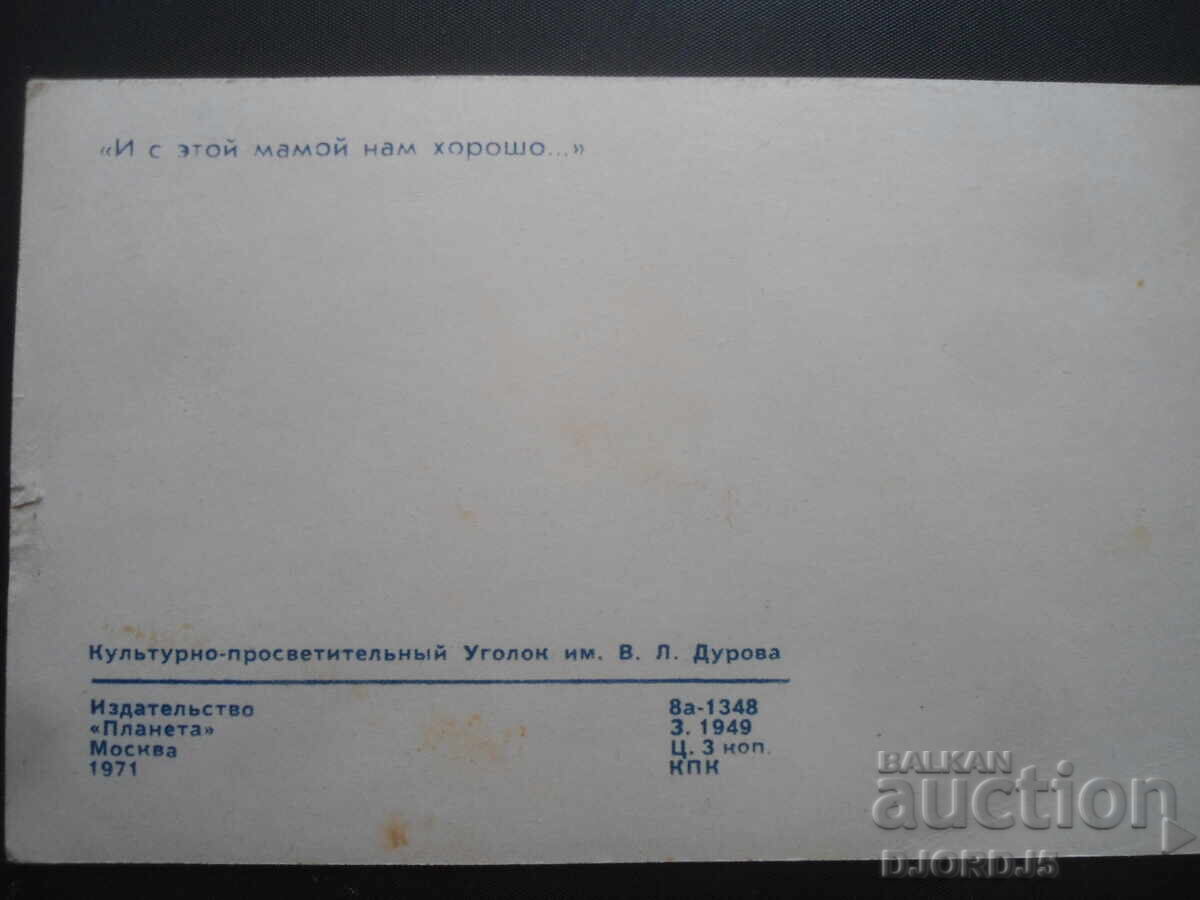 «И с этой мамой нам хорошо...»
Культурно-просветительный Уголок им. В. Л. Дурова
Издательство
«Планета»
Москва
1971
8а-1348
З. 1949
Ц. 3 коп.
КПК
BALKAN
auction
DJORDJ5